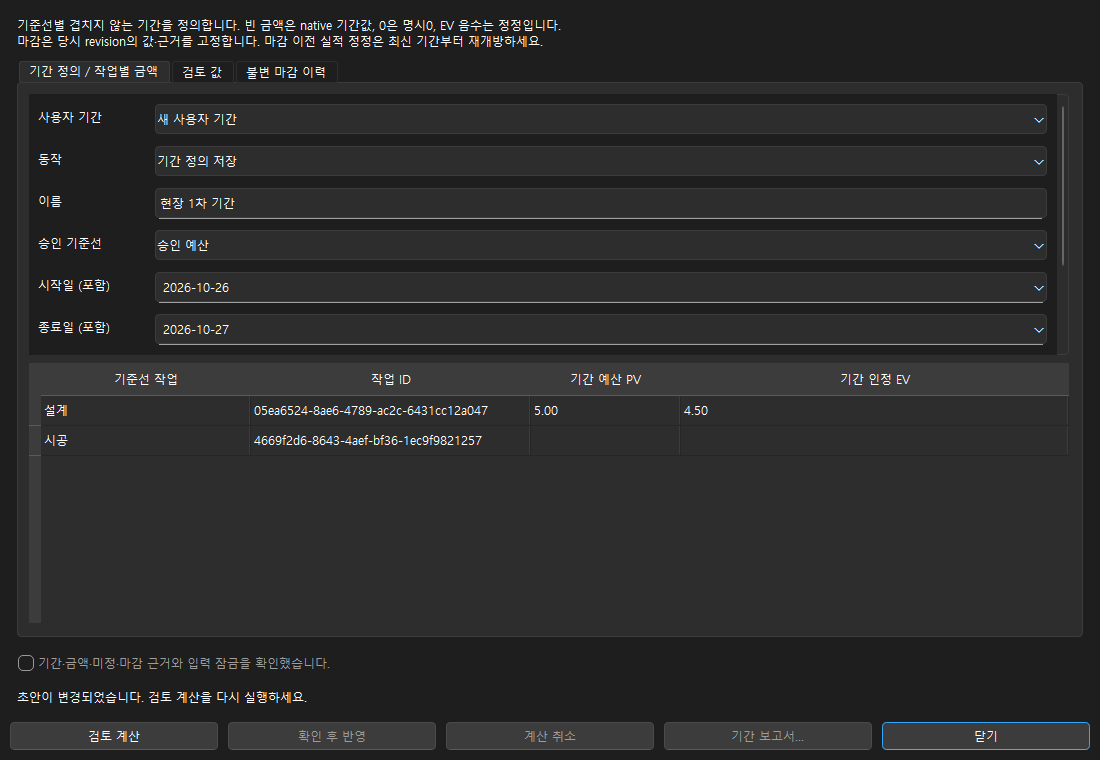 기준선별 겹치지 않는 기간을 정의합니다. 빈 금액은 native 기간값, 0은 명시0, EV 음수는 정정입니다.
마감은 당시 revision의 값·근거를 고정합니다. 마감 이전 실적 정정은 최신 기간부터 재개방하세요.
기간 정의 / 작업별 금액 검토 값 불변 마감 이력
사용자 기간 새 사용자 기간
동작 기간 정의 저장
이름 현장 1차 기간
승인 기준선 승인 예산
시작일 (포함) 2026-10-26
종료일 (포함) 2026-10-27
기준선 작업 작업 ID 기간 예산 PV 기간 인정 EV
설계 05ea6524-8ae6-4789-ac2c-6431cc12a047 5.00 4.50
시공 4669f2d6-8643-4aef-bf36-1ec9f9821257
기간·금액·미정·마감 근거와 입력 잠금을 확인했습니다.
초안이 변경되었습니다. 검토 계산을 다시 실행하세요.
검토 계산 확인 후 반영 계산 취소 기간 보고서... 닫기